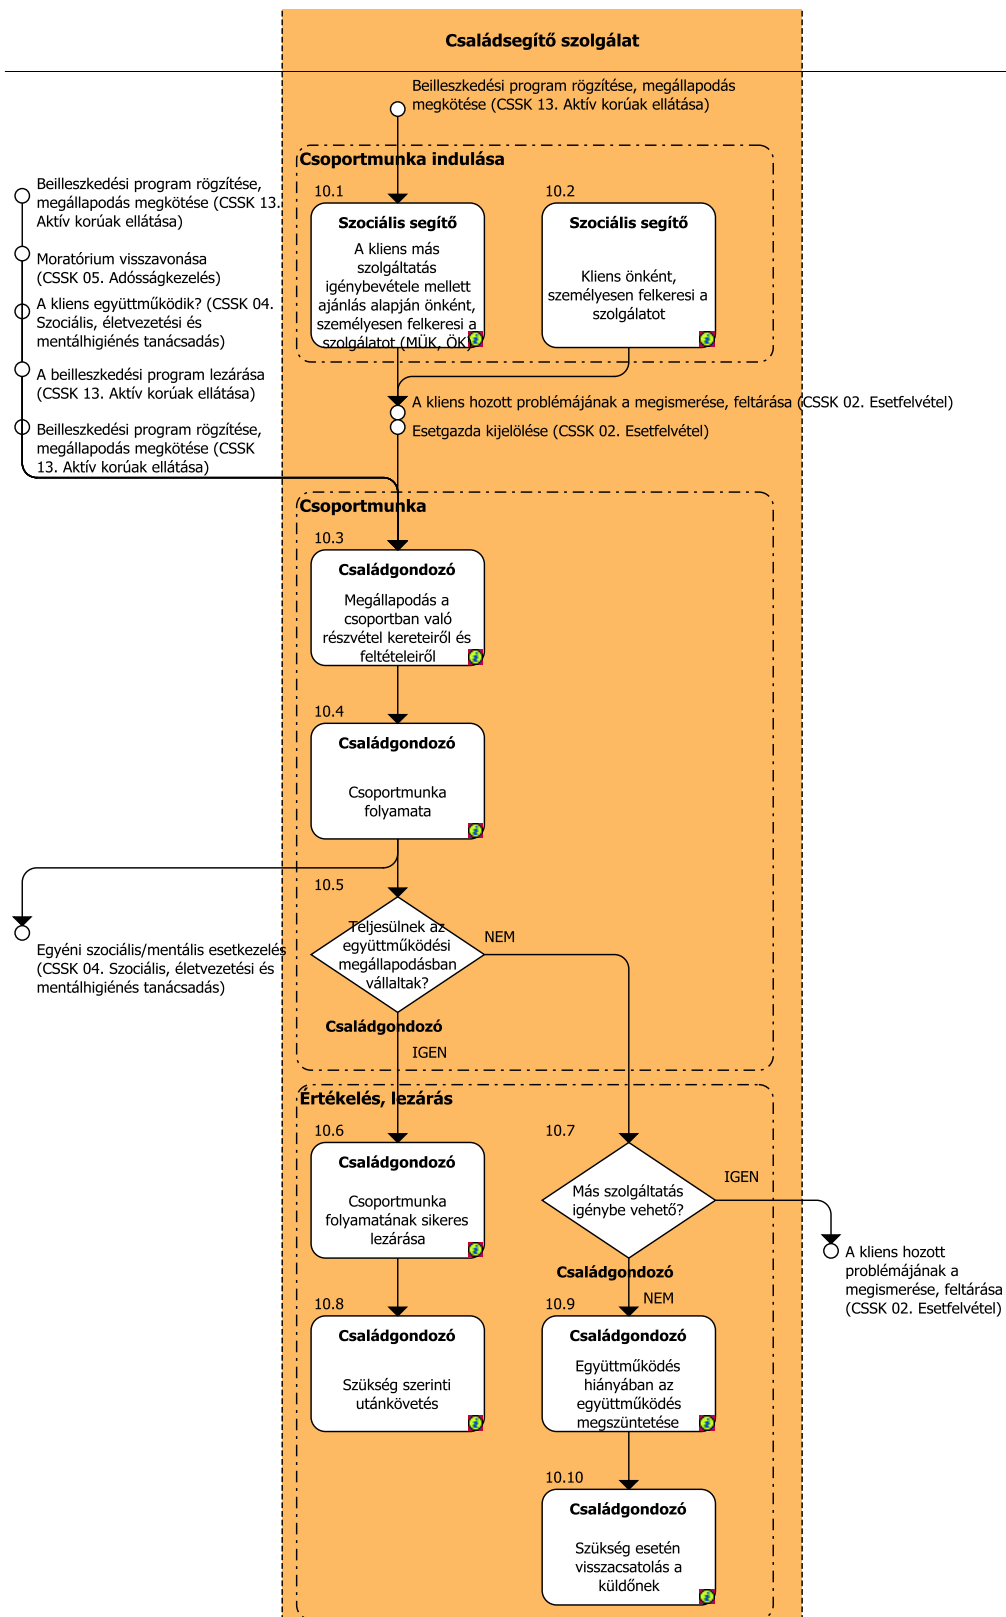 Családsegítő szolgálat
Beilleszkedési program rögzítése, megállapodás
megkötése (CSSK 13. Aktív korúak ellátása)
Csoportmunka indulása
10.1
10.2
Beilleszkedési program rögzítése,
megállapodás megkötése (CSSK 13.
Aktív korúak ellátása)
Szociális segítő
A kliens más
szolgáltatás
igénybevétele mellett
ajánlás alapján önként,
személyesen felkeresi a
szolgálatot (MÜK, ÖK)
Szociális segítő
Kliens önként,
személyesen felkeresi a
szolgálatot
Moratórium visszavonása
(CSSK 05. Adósságkezelés)
A kliens együttműködik? (CSSK 04.
Szociális, életvezetési és
mentálhigiénés tanácsadás)
A beilleszkedési program lezárása
(CSSK 13. Aktív korúak ellátása)
Beilleszkedési program rögzítése,
megállapodás megkötése (CSSK
13. Aktív korúak ellátása)
A kliens hozott problémájának a megismerése, feltárása (CSSK 02. Esetfelvétel)
Esetgazda kijelölése (CSSK 02. Esetfelvétel)
Csoportmunka
10.3
Családgondozó
Megállapodás a
csoportban való
részvétel kereteiről és
feltételeiről
10.4
Családgondozó
Csoportmunka
folyamata
10.5
Teljesülnek az
együttműködési
megállapodásban
vállaltak?
NEM
Családgondozó
IGEN
Egyéni szociális/mentális esetkezelés
(CSSK 04. Szociális, életvezetési és
mentálhigiénés tanácsadás)
Értékelés, lezárás
10.6
Családgondozó
Csoportmunka
folyamatának sikeres
lezárása
10.7
Más szolgáltatás
igénybe vehető?
IGEN
Családgondozó
NEM
A kliens hozott
problémájának a
megismerése, feltárása
(CSSK 02. Esetfelvétel)
10.8
Családgondozó
Szükség szerinti
utánkövetés
10.9
Családgondozó
Együttműködés
hiányában az
együttműködés
megszüntetése
10.10
Családgondozó
Szükség esetén
visszacsatolás a
küldőnek